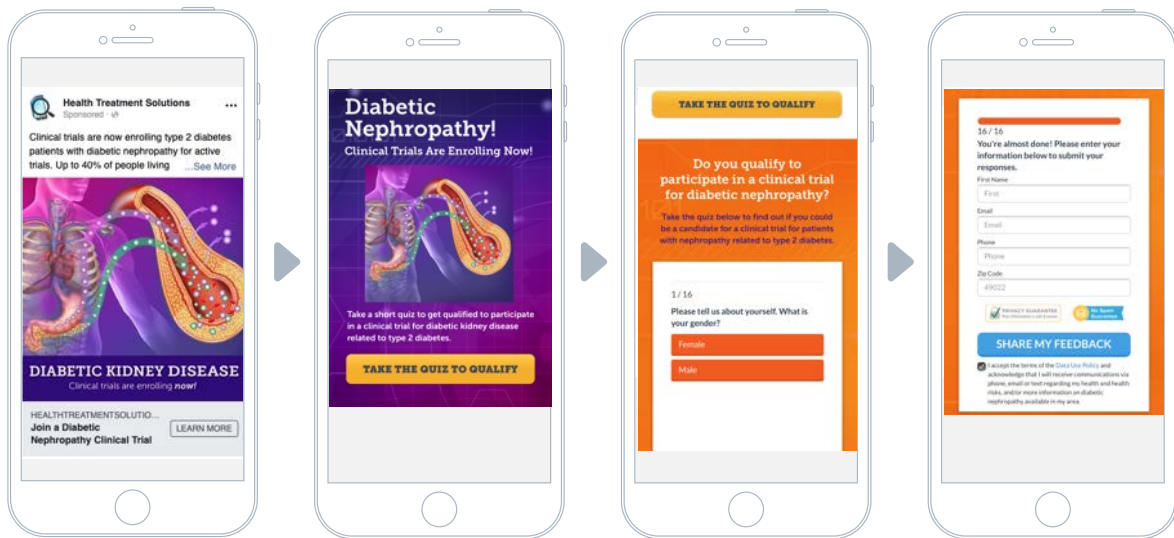 Health Treatment Solutions
Sponsored ·
Clinical trials are now enrolling type 2 diabetes
patients with diabetic nephropathy for active
trials. Up to 40% of people living ...See More
DIABETIC KIDNEY DISEASE
Clinical trials are enrolling now!
HEALTHTREATMENTSOLUTIO...
Join a Diabetic
Nephropathy Clinical Trial
LEARN MORE
Diabetic
Nephropathy!
Clinical Trials Are Enrolling Now!
Take a short quiz to get qualified to participate
in a clinical trial for diabetic kidney disease
related to type 2 diabetes.
TAKE THE QUIZ TO QUALIFY
TAKE THE QUIZ TO QUALIFY
Do you qualify to
participate in a clinical trial
for diabetic nephropathy?
Take the quiz below to find out if you could
be a candidate for a clinical trial for patients
with nephropathy related to type 2 diabetes.
1 / 16
Please tell us about yourself. What is
your gender?
Female
Male
16 / 16
You're almost done! Please enter your
information below to submit your
responses.
First Name
First
Email
Email
Phone
Phone
Zip Code
49022
PRIVACY GUARANTEE
No Spam
Guarantee
SHARE MY FEEDBACK
I accept the terms of the Data Use Policy and
acknowledge that I will receive communications via
phone, email or text regarding my health and health
risks, and/or more information on diabetic
nephropathy available in my area.